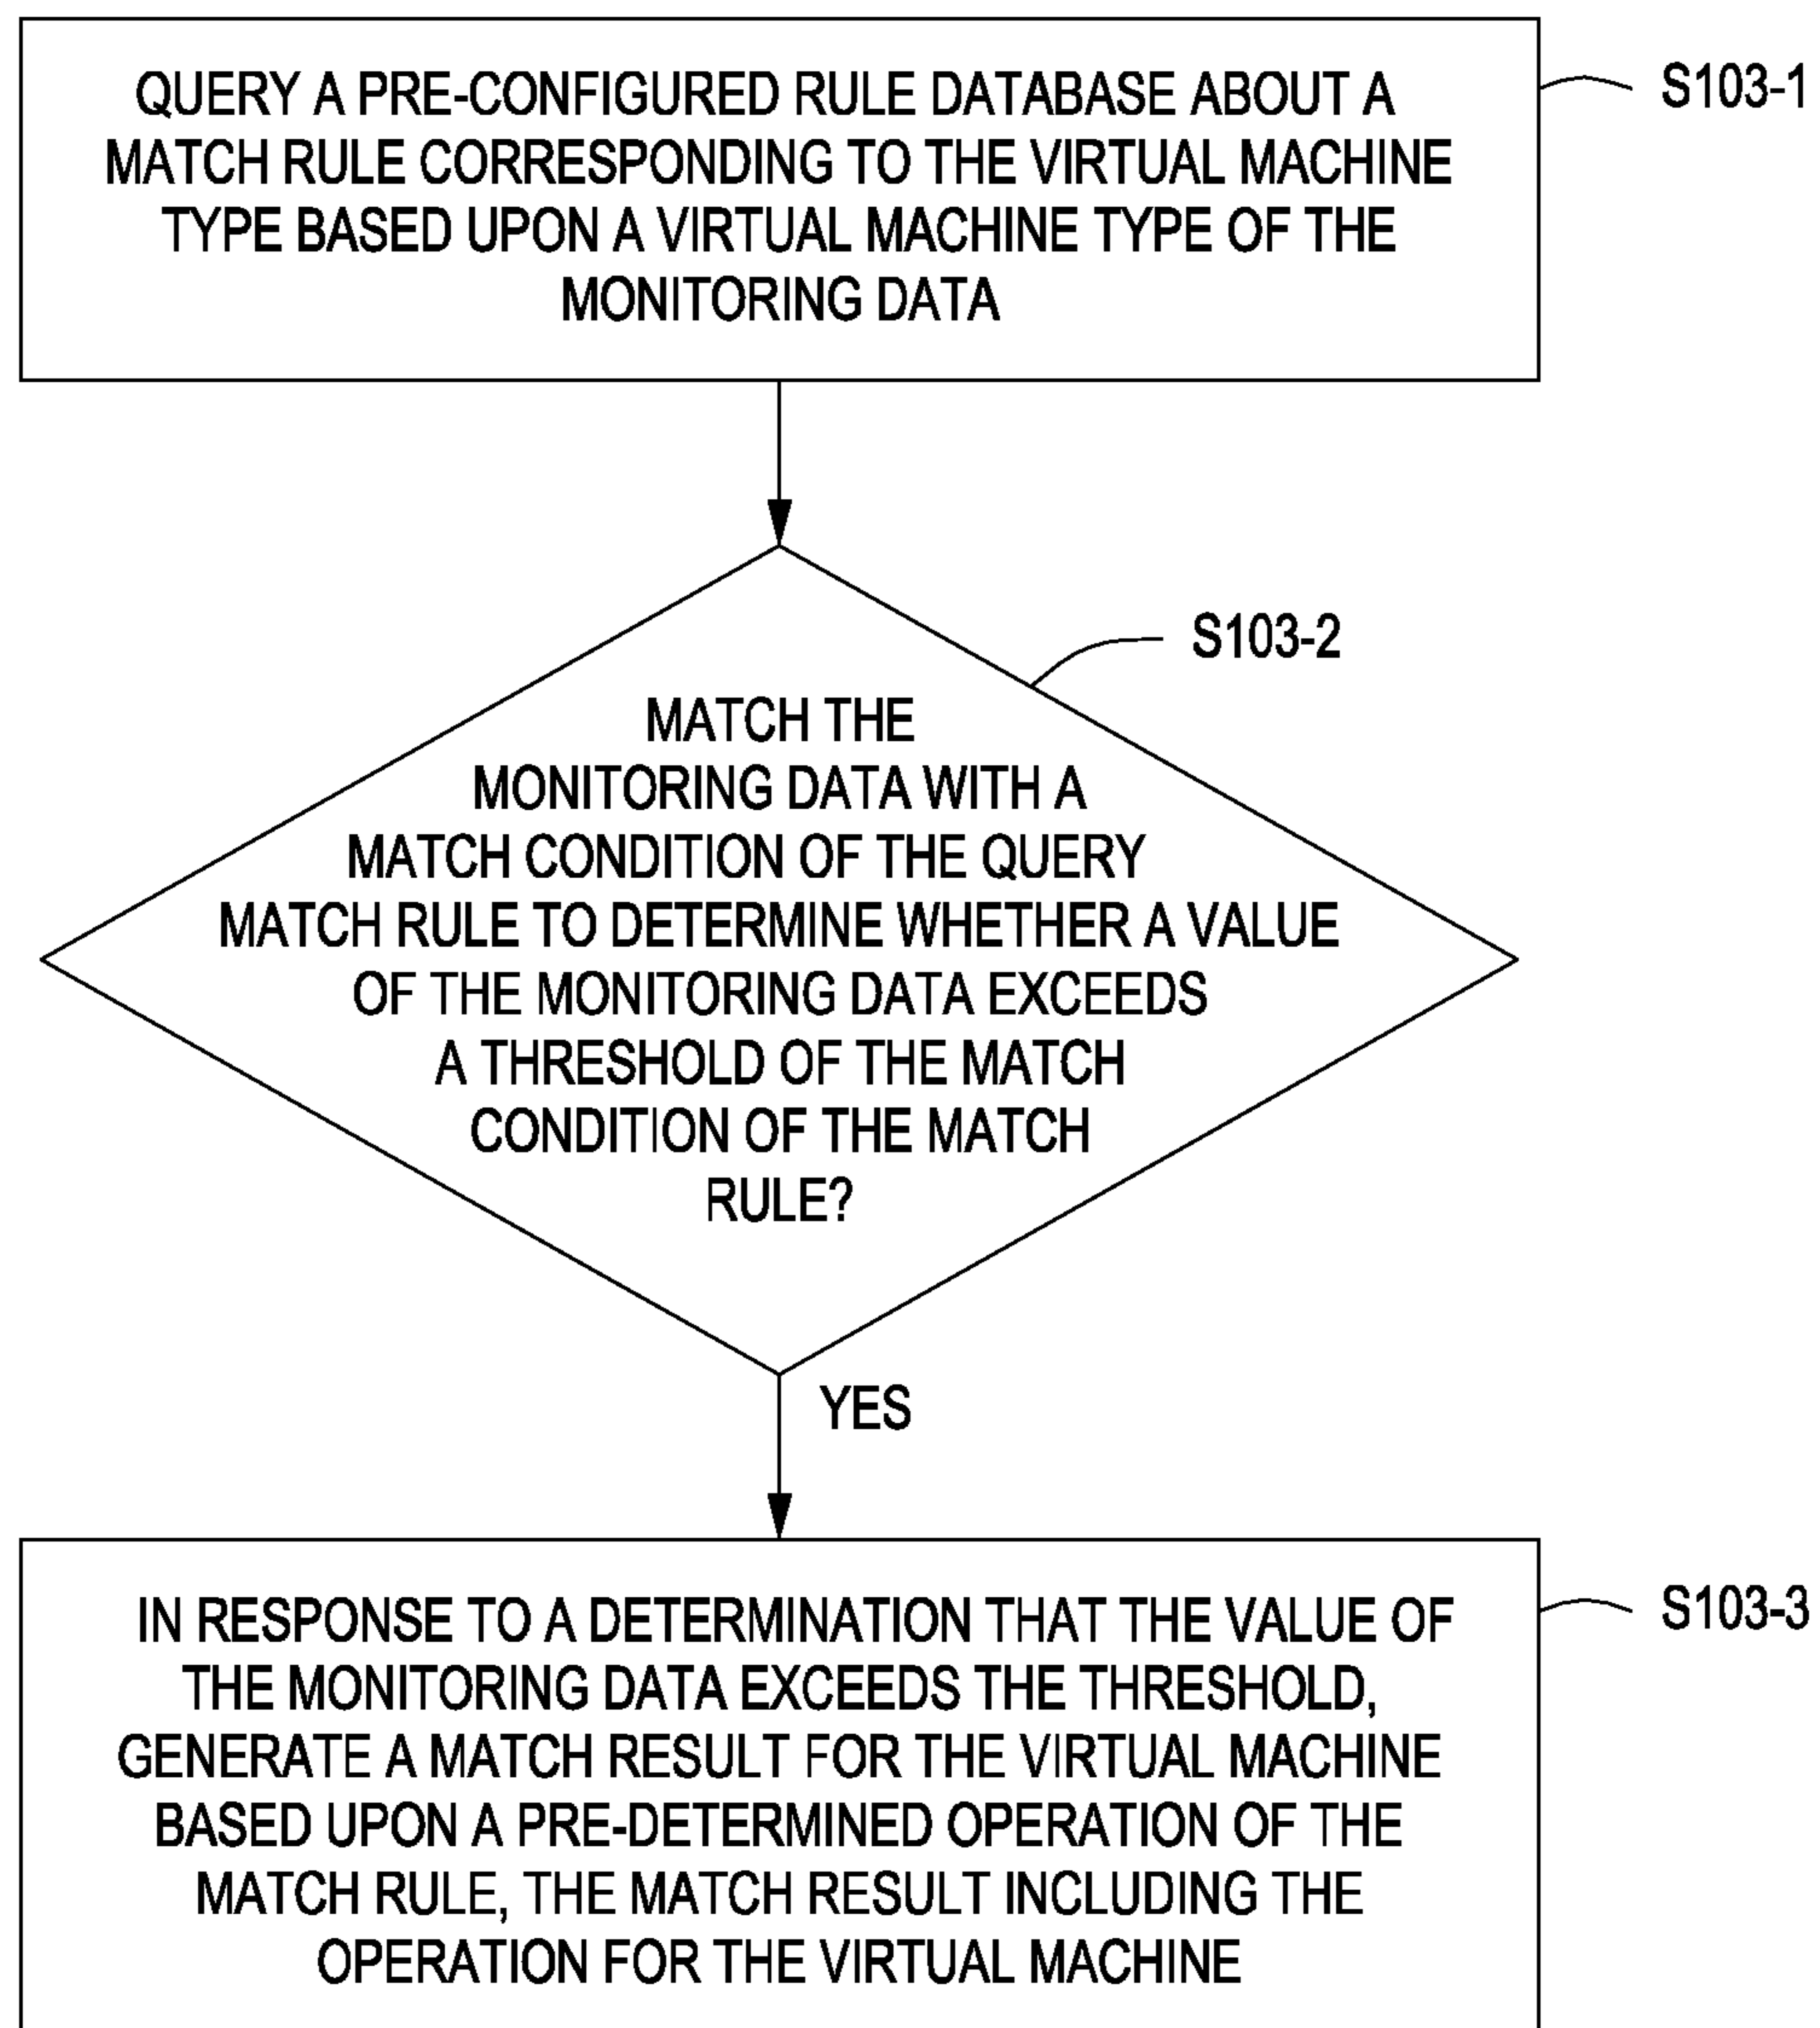 QUERY A PRE-CONFIGURED RULE DATABASE ABOUT A
MATCH RULE CORRESPONDING TO THE VIRTUAL MACHINE
TYPE BASED UPON A VIRTUAL MACHINE TYPE OF THE
MONITORING DATA
S103-1
S103-2
MATCH THE
MONITORING DATA WITH A
MATCH CONDITION OF THE QUERY
MATCH RULE TO DETERMINE WHETHER A VALUE
OF THE MONITORING DATA EXCEEDS
A THRESHOLD OF THE MATCH
CONDITION OF THE MATCH
RULE?
YES
IN RESPONSE TO A DETERMINATION THAT THE VALUE OF
THE MONITORING DATA EXCEEDS THE THRESHOLD,
GENERATE A MATCH RESULT FOR THE VIRTUAL MACHINE
BASED UPON A PRE-DETERMINED OPERATION OF THE
MATCH RULE, THE MATCH RESULT INCLUDING THE
OPERATION FOR THE VIRTUAL MACHINE
S103-3